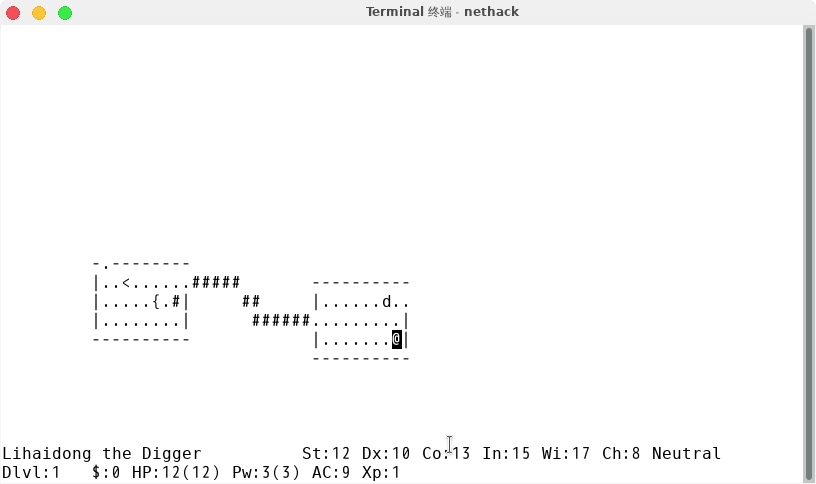 Terminal 终端 - nethack
-.--------
|..<......#####       ----------
|.....{.#|     ##     |......d..
|........|      ######.........|
----------            |.......@|
                      ----------
Lihaidong the Digger          St:12 Dx:10 Co:13 In:15 Wi:17 Ch:8 Neutral
Dlvl:1   $:0 HP:12(12) Pw:3(3) AC:9 Xp:1